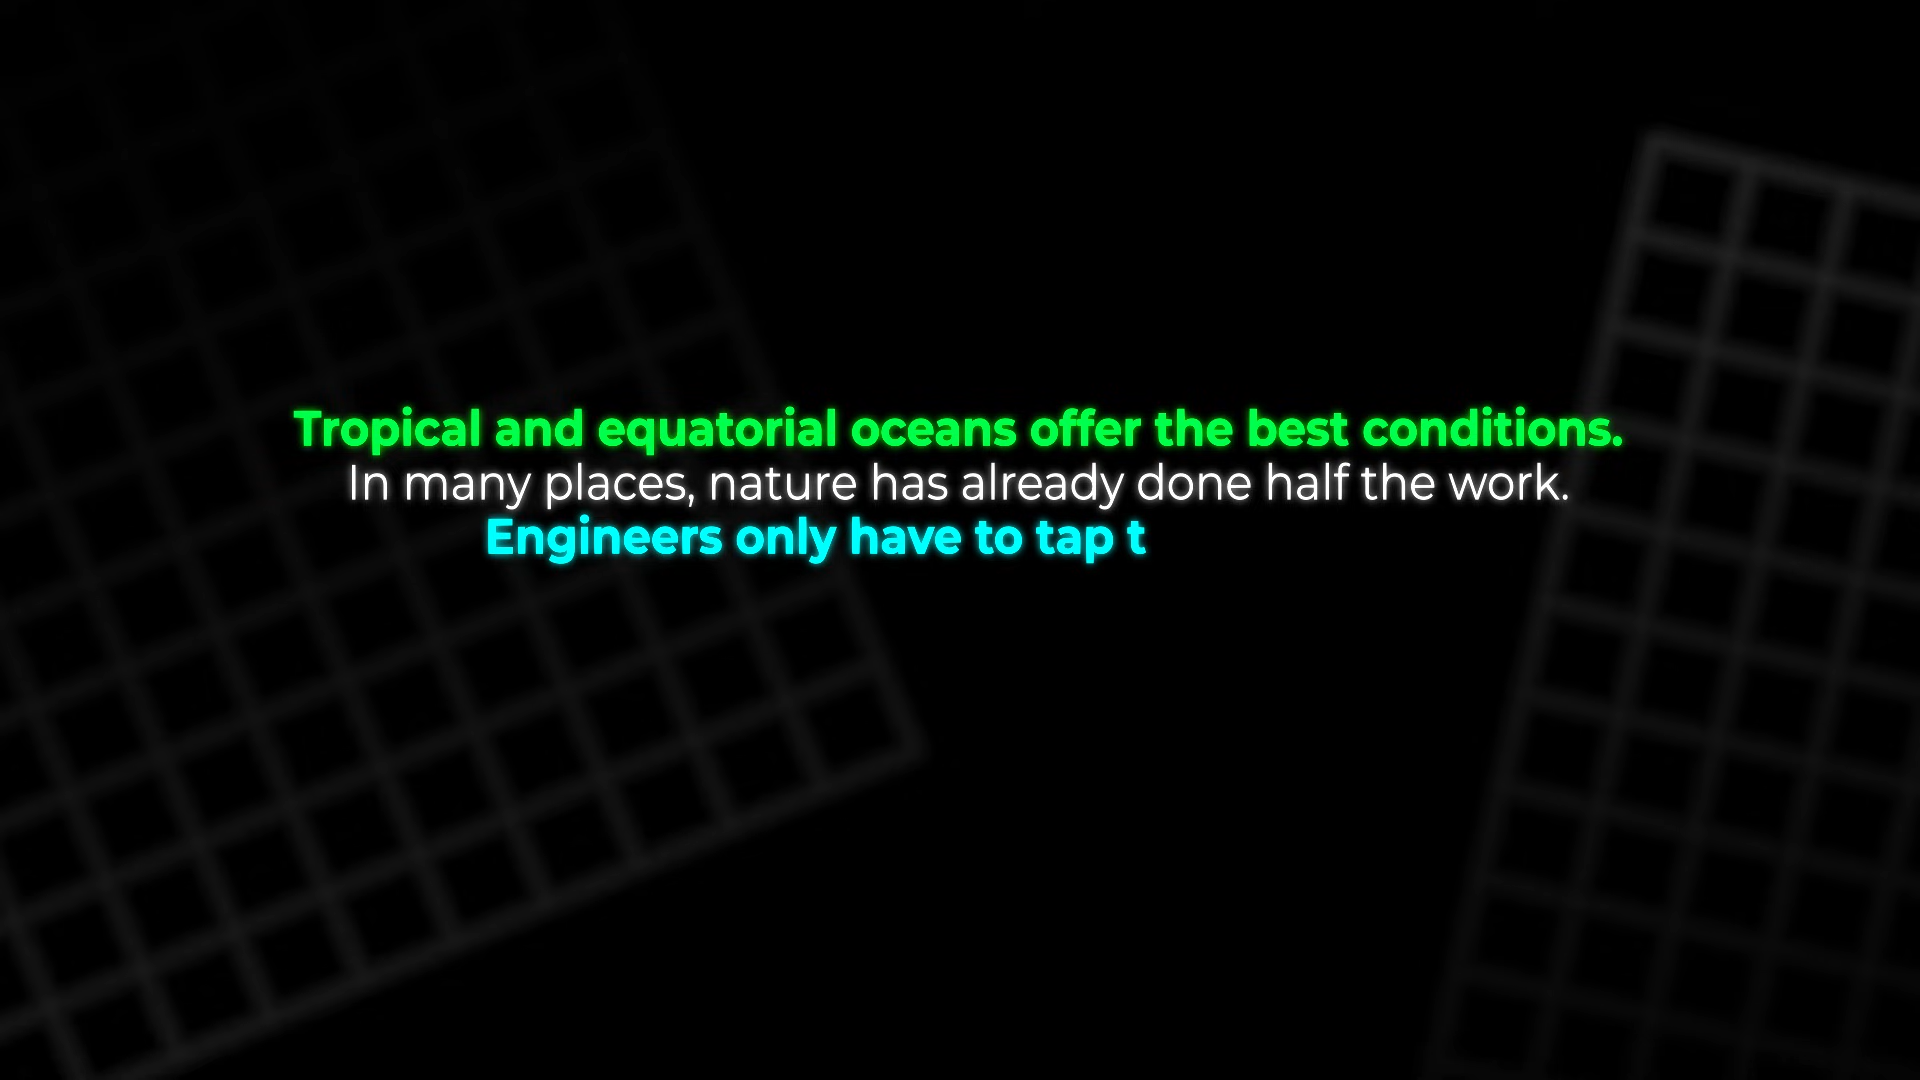 Tropical and equatorial oceans offer the best conditions.
In many places, nature has already done half the work.
Engineers only have to tap t